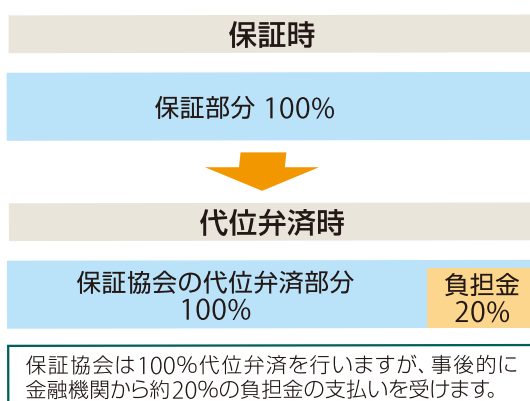 保証時
保証部分 100%
代位弁済時
保証協会の代位弁済部分
100%
負担金
20%
保証協会は100%代位弁済を行いますが、事後的に
金融機関から約20%の負担金の支払いを受けます。